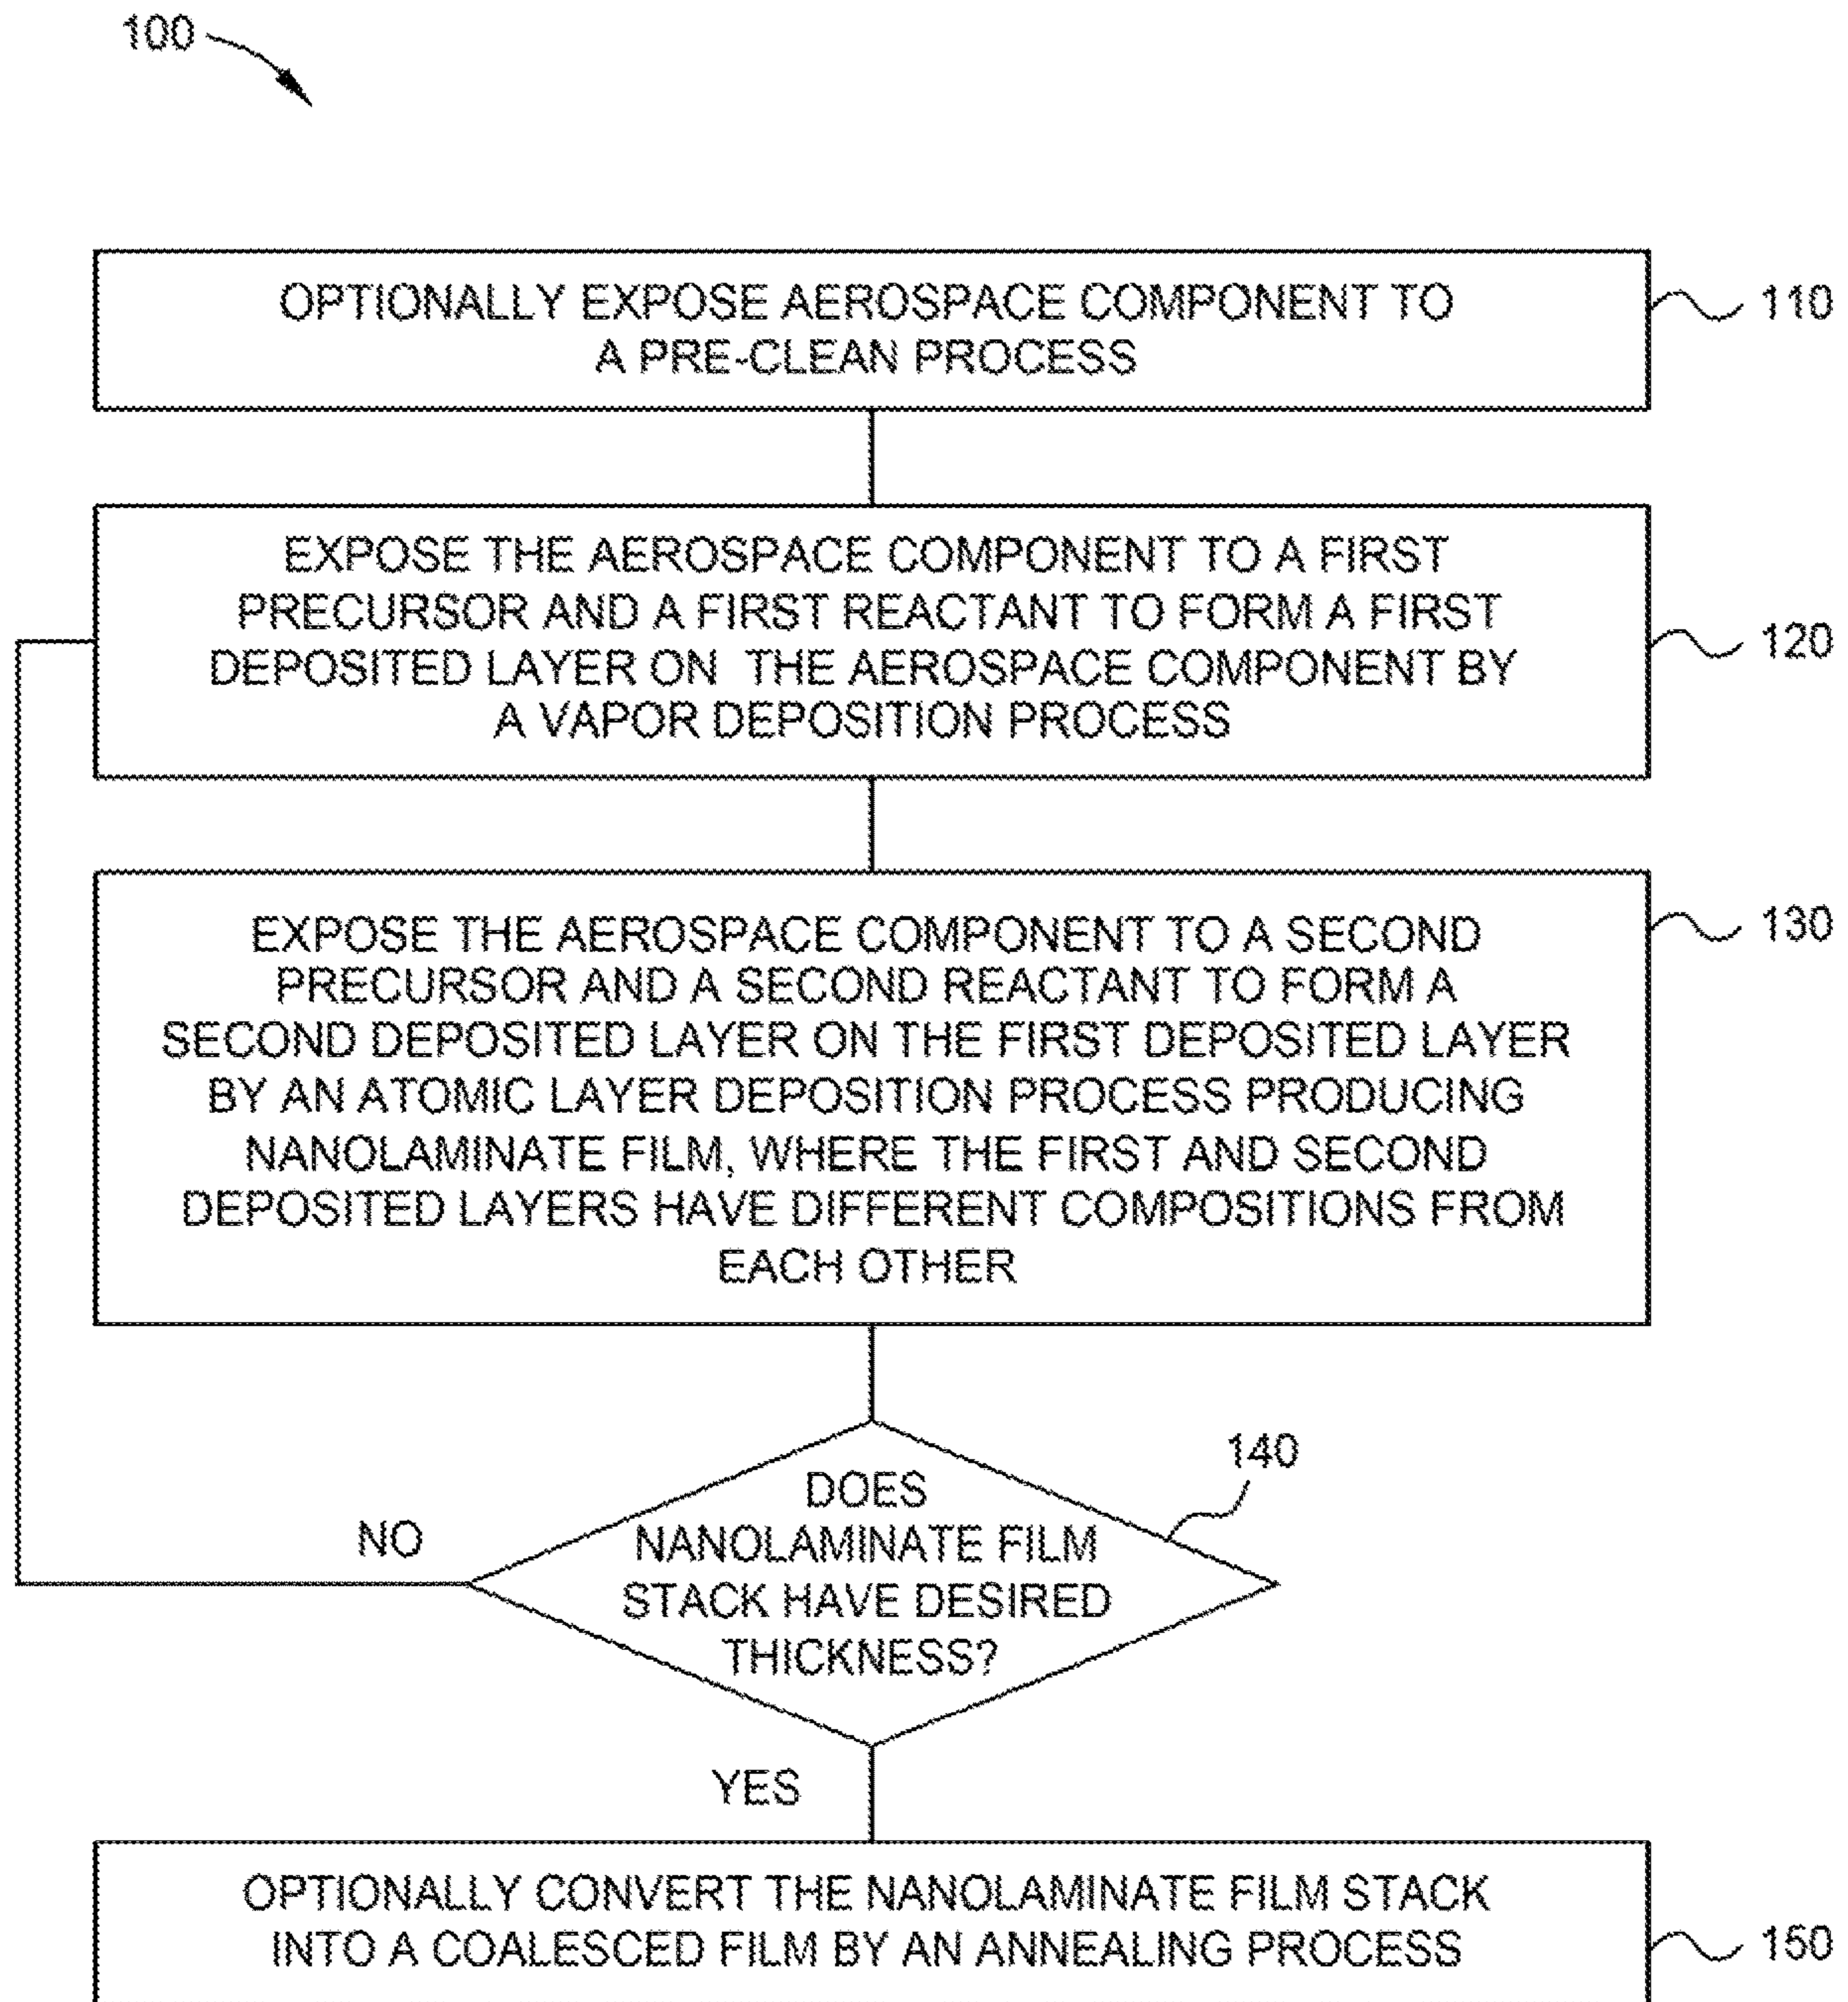 100
OPTIONALLY EXPOSE AEROSPACE COMPONENT TO
A PRE-CLEAN PROCESS
110
EXPOSE THE AEROSPACE COMPONENT TO A FIRST
PRECURSOR AND A FIRST REACTANT TO FORM A FIRST
DEPOSITED LAYER ON THE AEROSPACE COMPONENT BY
A VAPOR DEPOSITION PROCESS
120
EXPOSE THE AEROSPACE COMPONENT TO A SECOND
PRECURSOR AND A SECOND REACTANT TO FORM A
SECOND DEPOSITED LAYER ON THE FIRST DEPOSITED LAYER
BY AN ATOMIC LAYER DEPOSITION PROCESS PRODUCING
NANOLAMINATE FILM, WHERE THE FIRST AND SECOND
DEPOSITED LAYERS HAVE DIFFERENT COMPOSITIONS FROM
EACH OTHER
130
DOES
NANOLAMINATE FILM
STACK HAVE DESIRED
THICKNESS?
140
NO
YES
OPTIONALLY CONVERT THE NANOLAMINATE FILM STACK
INTO A COALESCED FILM BY AN ANNEALING PROCESS
150